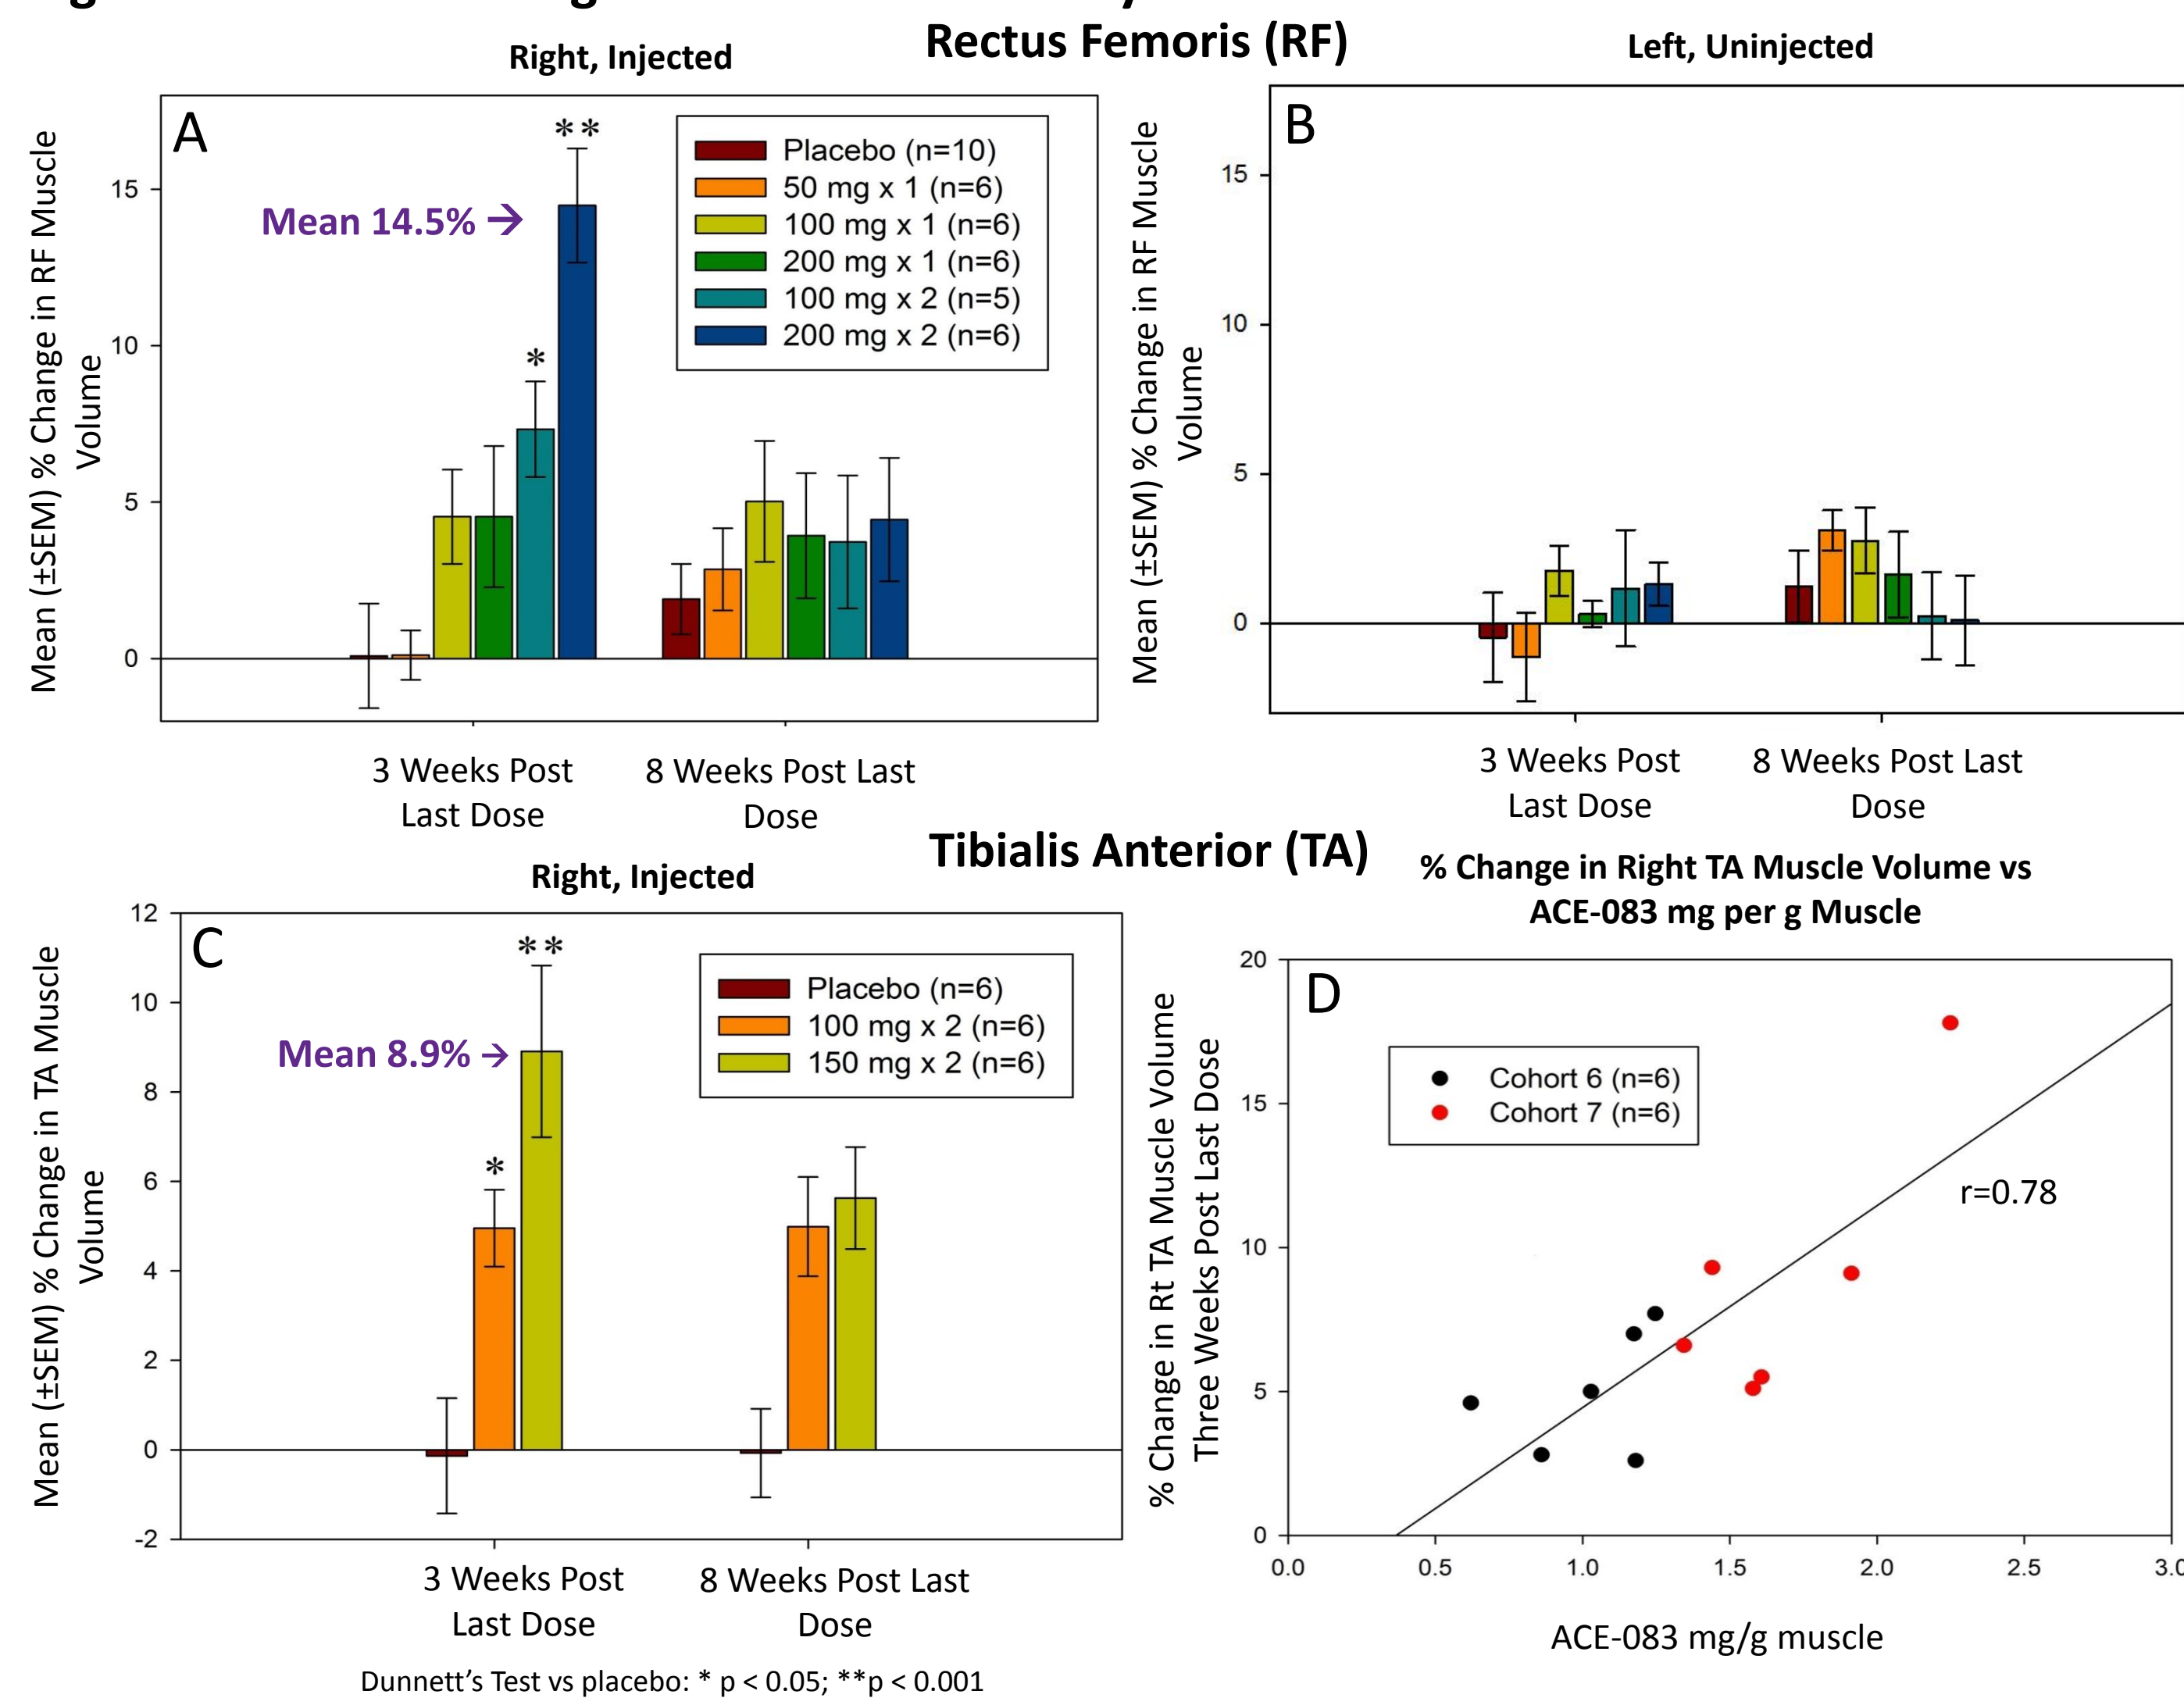 Rectus Femoris (RF)
Right, Injected
Left, Uninjected
A
Mean (±SEM) % Change in RF Muscle
Volume
15
10
5
0
**
*
Mean 14.5% →
Placebo (n=10)
50 mg x 1 (n=6)
100 mg x 1 (n=6)
200 mg x 1 (n=6)
100 mg x 2 (n=5)
200 mg x 2 (n=6)
3 Weeks Post
Last Dose
8 Weeks Post Last
Dose
B
Mean (±SEM) % Change in RF Muscle
Volume
15
10
5
0
3 Weeks Post
Last Dose
8 Weeks Post Last
Dose
Tibialis Anterior (TA)
Right, Injected
C
Mean (±SEM) % Change in TA Muscle
Volume
12
10
8
6
4
2
0
-2
**
*
Mean 8.9% →
Placebo (n=6)
100 mg x 2 (n=6)
150 mg x 2 (n=6)
3 Weeks Post
Last Dose
8 Weeks Post Last
Dose
Dunnett’s Test vs placebo: * p < 0.05; **p < 0.001
% Change in Right TA Muscle Volume vs
ACE-083 mg per g Muscle
D
% Change in Rt TA Muscle Volume
Three Weeks Post Last Dose
20
15
10
5
0
Cohort 6 (n=6)
Cohort 7 (n=6)
r=0.78
0.0 0.5 1.0 1.5 2.0 2.5 3.0
ACE-083 mg/g muscle